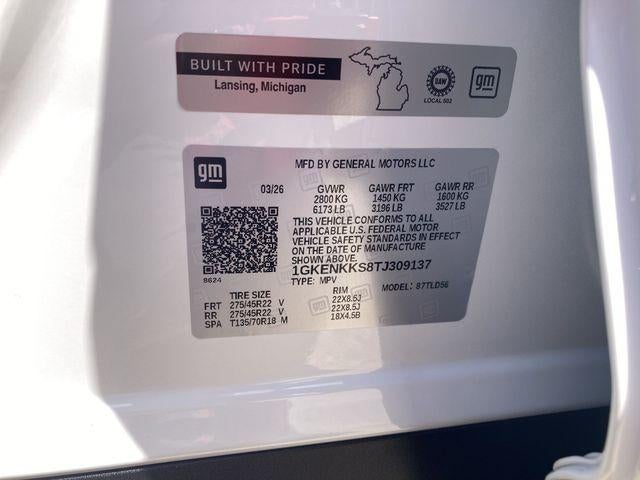 BUILT WITH PRIDE
Lansing, Michigan
UAW
LOCAL 602
gm
gm
MFD BY GENERAL MOTORS LLC
03/26 GVWR GAWR FRT GAWR RR
2800 KG 1450 KG 1600 KG
6173 LB 3196 LB 3527 LB
THIS VEHICLE CONFORMS TO ALL
APPLICABLE U.S. FEDERAL MOTOR
VEHICLE SAFETY STANDARDS IN EFFECT
ON THE DATE OF MANUFACTURE
SHOWN ABOVE.
1GKENKKS8TJ309137
8624
TYPE: MPV MODEL: 87TLD56
TIRE SIZE RIM
FRT 275/45R22 V 22X8.5J
RR 275/45R22 V 22X8.5J
SPA T135/70R18 M 18X4.5B